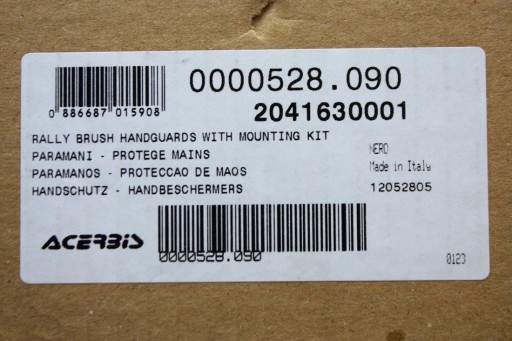 0000528.090
0 886687 015908
2041630001
RALLY BRUSH HANDGUARDS WITH MOUNTING KIT
PARAMANI - PROTEGE MAINS
NERO
PARAMANOS - PROTECCAO DE MAOS
Made in Italy
HANDSCHUTZ - HANDBESCHERMERS
12052805
ACERBIS
0000528.090
0123